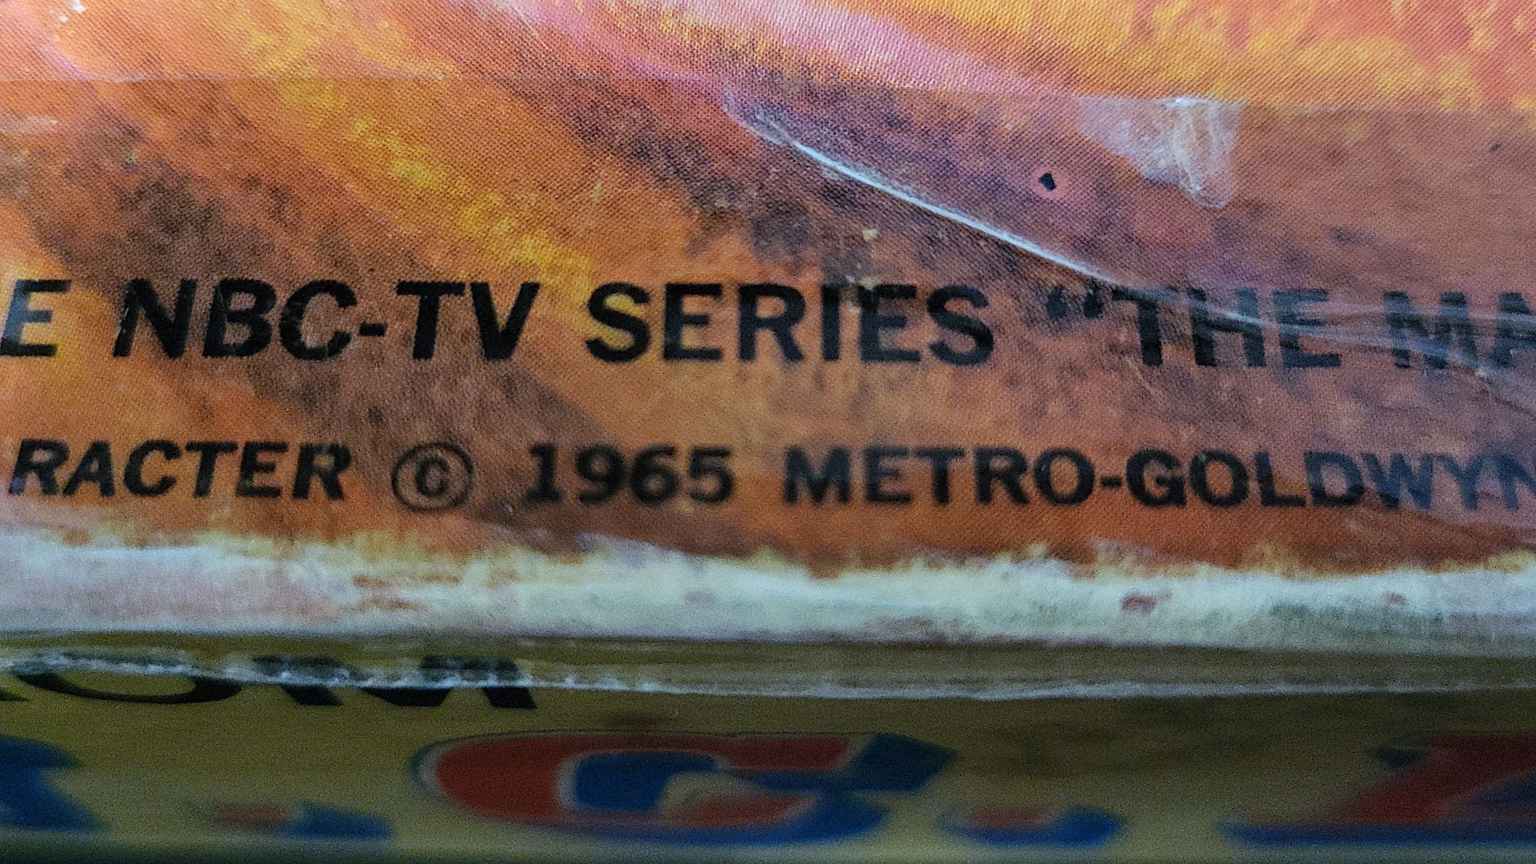 E NBC-TV SERIES “THE MA
RACTER © 1965 METRO-GOLDWYN
.C.